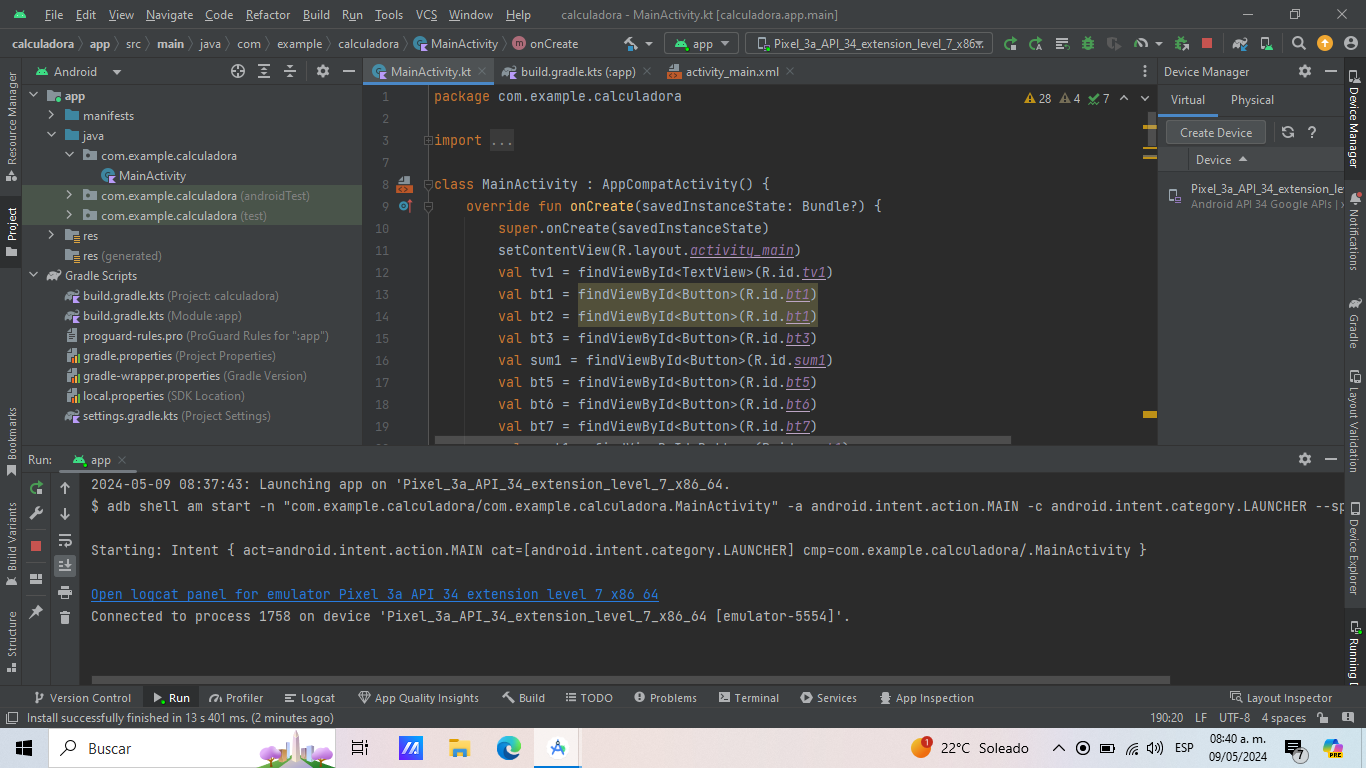 File Edit View Navigate Code Refactor Build Run Tools VCS Window Help calculadora - MainActivity.kt [calculadora.app.main]
calculadora app src main java com example calculadora MainActivity onCreate app Pixel_3a_API_34_extension_level_7_x86
Android MainActivity.kt build.gradle.kts (:app) activity_main.xml Device Manager
Resource Manager
Project
Bookmarks
Build Variants
Structure
app
manifests
java
com.example.calculadora
MainActivity
com.example.calculadora (androidTest)
com.example.calculadora (test)
res
res (generated)
Gradle Scripts
build.gradle.kts (Project: calculadora)
build.gradle.kts (Module :app)
proguard-rules.pro (ProGuard Rules for ":app")
gradle.properties (Project Properties)
gradle-wrapper.properties (Gradle Version)
local.properties (SDK Location)
settings.gradle.kts (Project Settings)
28 4 7
1 package com.example.calculadora
2
3 import ...
7
8 class MainActivity : AppCompatActivity() {
9 override fun onCreate(savedInstanceState: Bundle?) {
10 super.onCreate(savedInstanceState)
11 setContentView(R.layout.activity_main)
12 val tv1 = findViewById<TextView>(R.id.tv1)
13 val bt1 = findViewById<Button>(R.id.bt1)
14 val bt2 = findViewById<Button>(R.id.bt1)
15 val bt3 = findViewById<Button>(R.id.bt3)
16 val sum1 = findViewById<Button>(R.id.sum1)
17 val bt5 = findViewById<Button>(R.id.bt5)
18 val bt6 = findViewById<Button>(R.id.bt6)
19 val bt7 = findViewById<Button>(R.id.bt7)
Virtual Physical
Create Device ?
Device
Pixel_3a_API_34_extension_le
Android API 34 Google APIs | x
Device Manager
Notifications
Gradle
Layout Validation
Device Explorer
Running
Run: app
2024-05-09 08:37:43: Launching app on 'Pixel_3a_API_34_extension_level_7_x86_64.
$ adb shell am start -n "com.example.calculadora/com.example.calculadora.MainActivity" -a android.intent.action.MAIN -c android.intent.category.LAUNCHER --sp
Starting: Intent { act=android.intent.action.MAIN cat=[android.intent.category.LAUNCHER] cmp=com.example.calculadora/.MainActivity }
Open logcat panel for emulator Pixel 3a API 34 extension level 7 x86 64
Connected to process 1758 on device 'Pixel_3a_API_34_extension_level_7_x86_64 [emulator-5554]'.
Version Control Run Profiler Logcat App Quality Insights Build TODO Problems Terminal Services App Inspection Layout Inspector
Install successfully finished in 13 s 401 ms. (2 minutes ago) 190:20 LF UTF-8 4 spaces
Buscar 1 22°C Soleado ESP 08:40 a. m. 7 PRE
09/05/2024